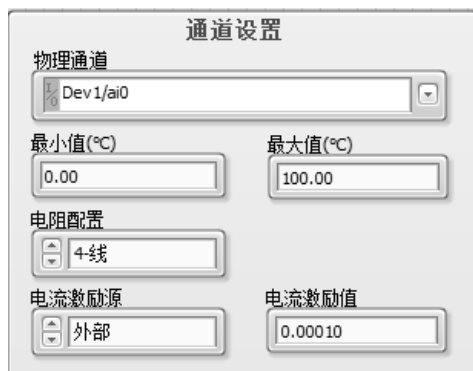 通道设置
物理通道
I/0 Dev1/ai0
最小值(℃) 最大值(℃)
0.00 100.00
电阻配置
4-线
电流激励源 电流激励值
外部 0.00010